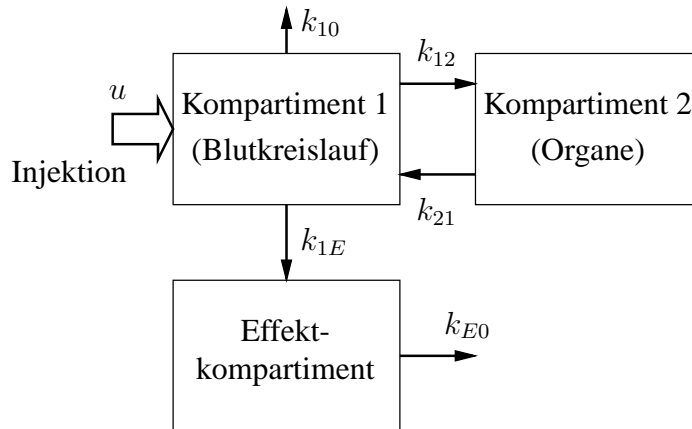 k10
k12
u
Kompartiment 1
(Blutkreislauf)
Kompartiment 2
(Organe)
Injektion
k21
k1E
Effekt-
kompartiment
kE0